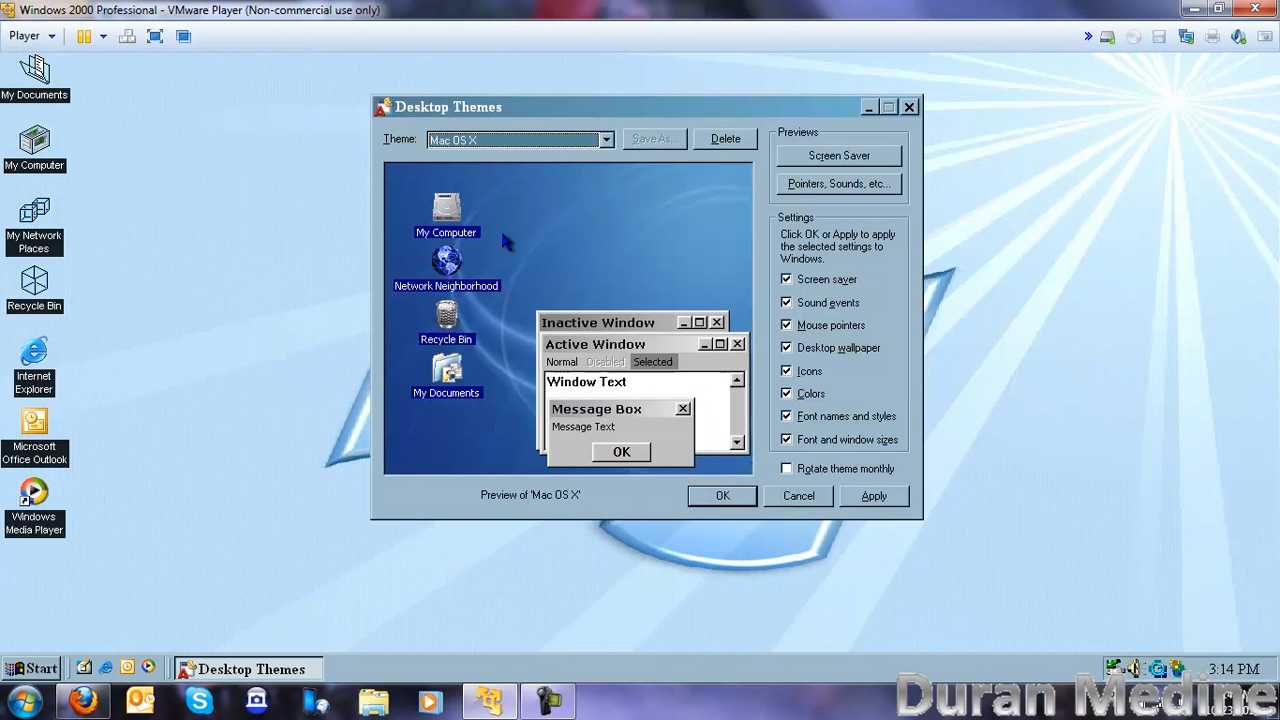 Windows 2000 Professional - VMware Player (Non-commercial use only)
Player
»
My Documents
My Computer
My Network
Places
Recycle Bin
Internet
Explorer
Microsoft
Office Outlook
Windows
Media Player
Desktop Themes
Theme:
Mac OS X
Save As...
Delete
Previews
Screen Saver
Pointers, Sounds, etc...
My Computer
Network Neighborhood
Recycle Bin
My Documents
Inactive Window
Active Window
Normal Disabled Selected
Window Text
Message Box
Message Text
OK
Settings
Click OK or Apply to apply
the selected settings to
Windows.
Screen saver
Sound events
Mouse pointers
Desktop wallpaper
Icons
Colors
Font names and styles
Font and window sizes
Rotate theme monthly
Preview of 'Mac OS X'
OK
Cancel
Apply
Start
Desktop Themes
3:14 PM
Duran Medine